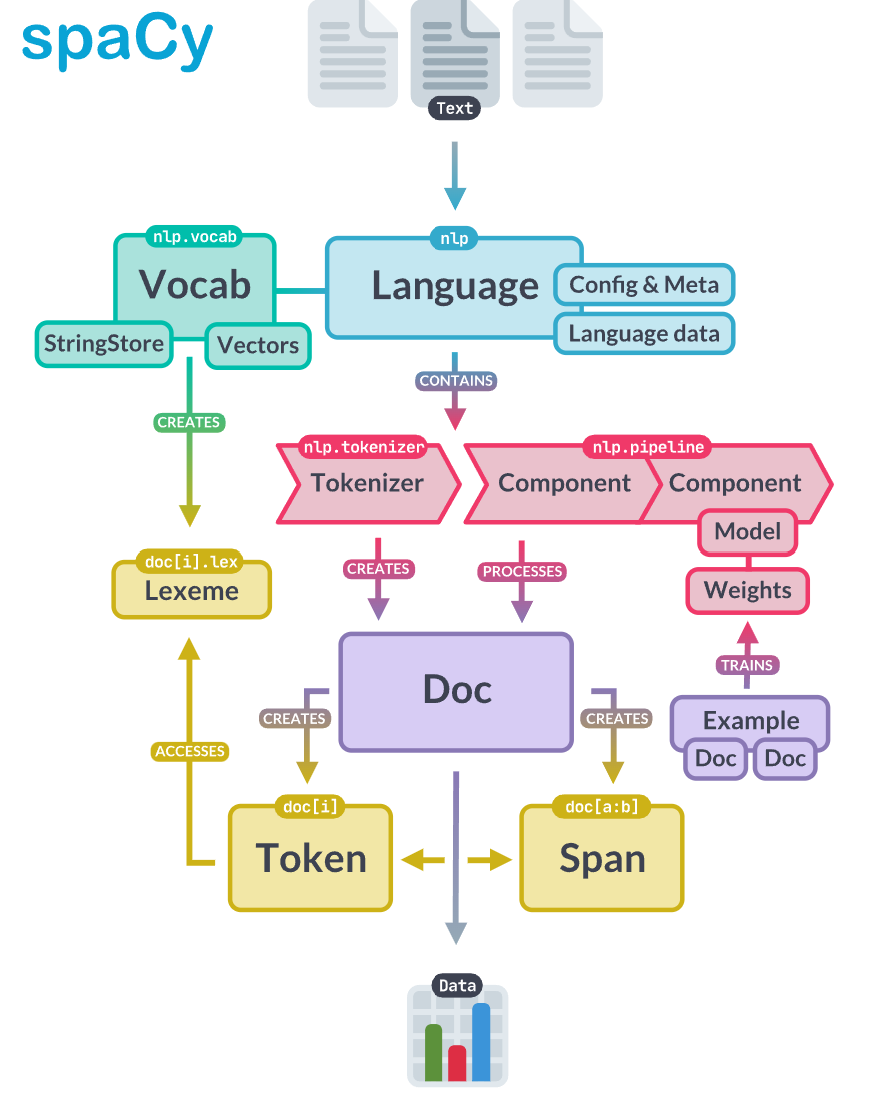 spaCy
Text
nlp.vocab
Vocab
StringStore
Vectors
nlp
Language
Config & Meta
Language data
CREATES
CONTAINS
nlp.tokenizer
Tokenizer
nlp.pipeline
Component
Component
Model
Weights
doc[i].lex
Lexeme
CREATES
PROCESSES
TRAINS
Doc
Example
Doc
Doc
CREATES
CREATES
ACCESSES
doc[i]
Token
doc[a:b]
Span
Data